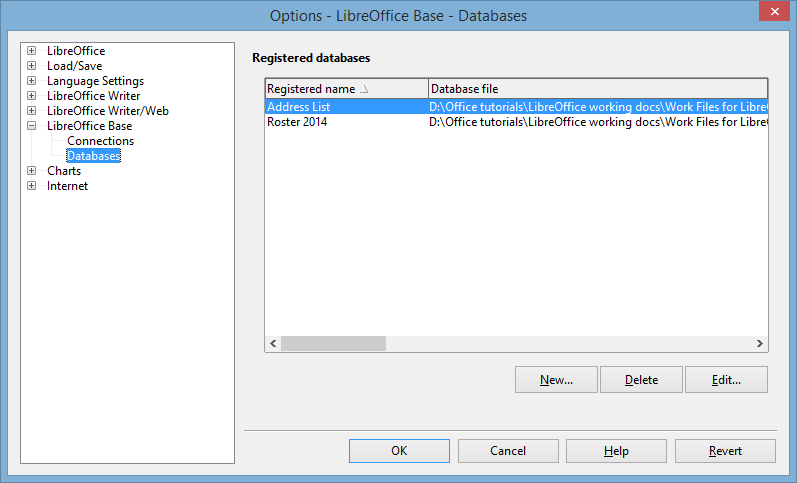 Options - LibreOffice Base - Databases
LibreOffice
Load/Save
Language Settings
LibreOffice Writer
LibreOffice Writer/Web
LibreOffice Base
Connections
Databases
Charts
Internet
Registered databases
Registered name Database file
Address List D:\Office tutorials\LibreOffice working docs\Work Files for Libre
Roster 2014 D:\Office tutorials\LibreOffice working docs\Work Files for Libre
New... Delete Edit...
OK Cancel Help Revert